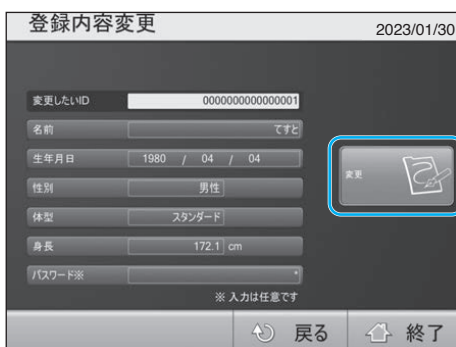 登録内容変更
2023/01/30
変更したいID 0000000000000001
名前 てすと
生年月日 1980 / 04 / 04
変更
性別 男性
体型 スタンダード
身長 172.1 cm
パスワード※ *
※ 入力は任意です
戻る 終了